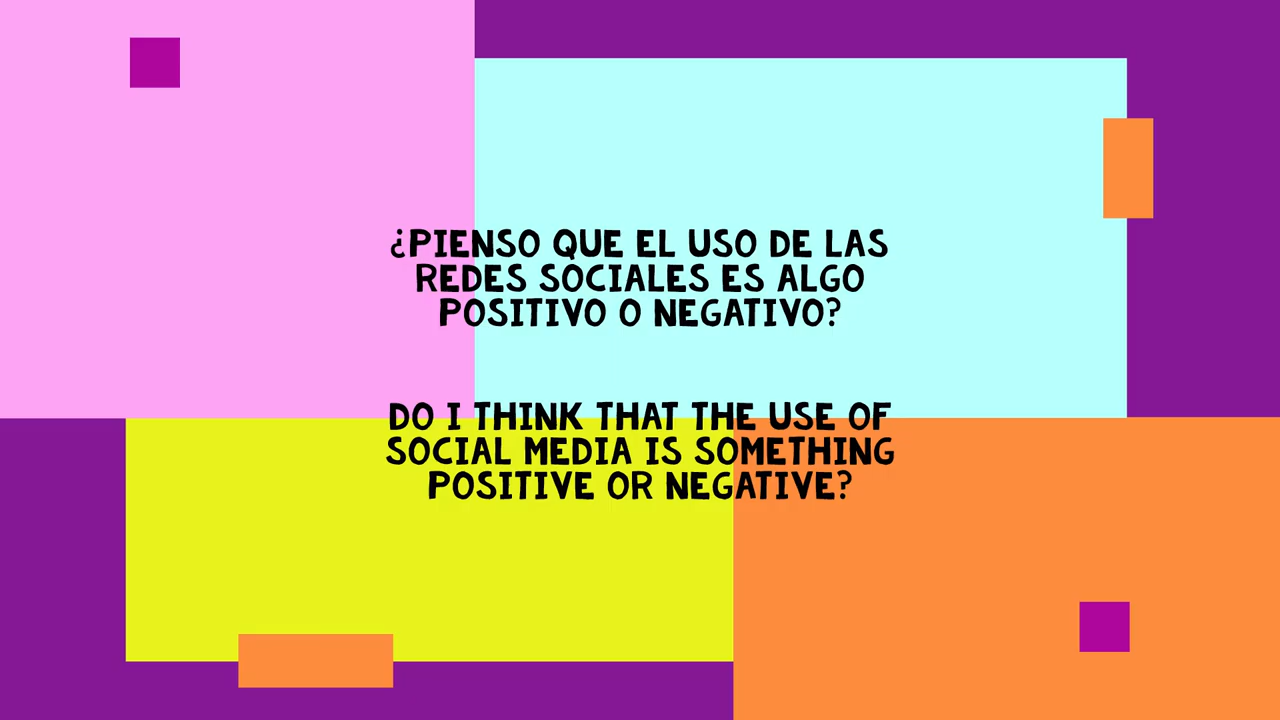 ¿PIENSO QUE EL USO DE LAS
REDES SOCIALES ES ALGO
POSITIVO O NEGATIVO?
DO I THINK THAT THE USE OF
SOCIAL MEDIA IS SOMETHING
POSITIVE OR NEGATIVE?